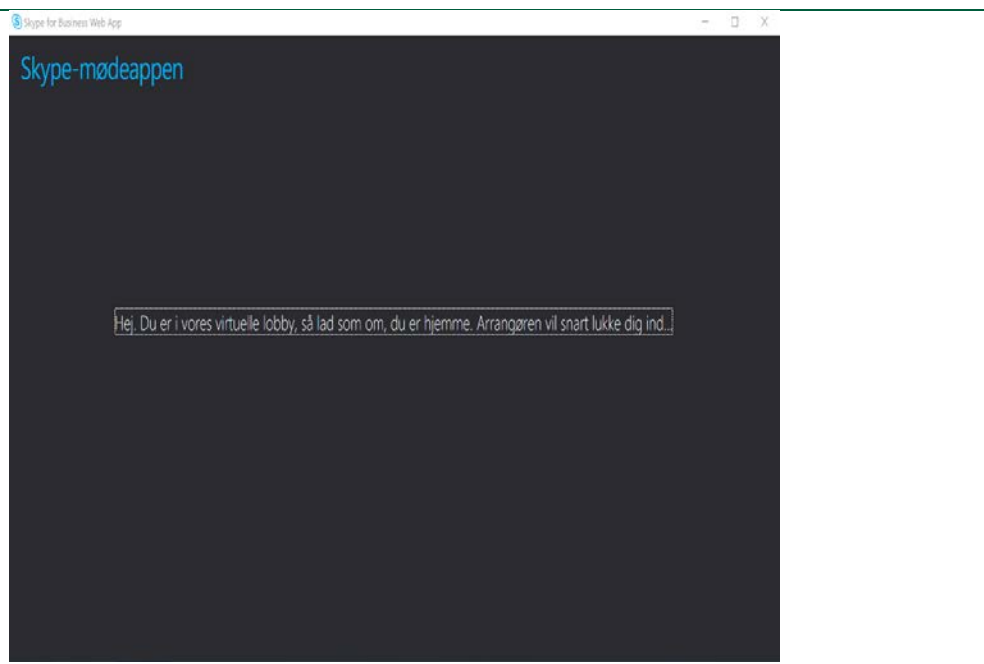 Skype for Business Web App
Skype-mødeappen
Hej. Du er i vores virtuelle lobby, så lad som om, du er hjemme. Arrangøren vil snart lukke dig ind...